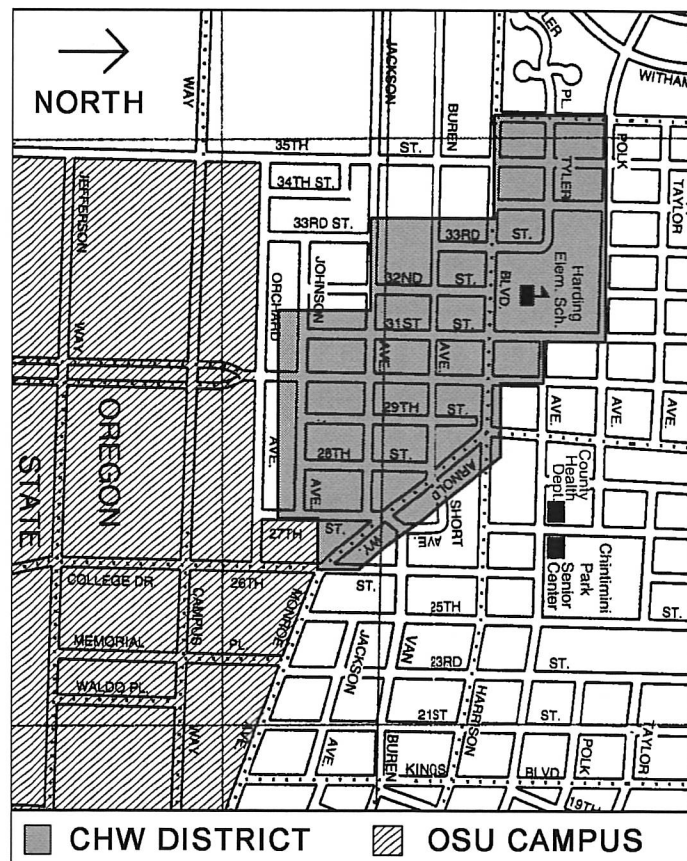 NORTH
WAY
JACKSON
BUREN
TYLER
PL
WITHAM
35TH
ST.
POLK
TAYLOR
34TH ST.
33RD ST.
33RD
ST.
TYLER
JEFFERSON
WAY
ORCHARD
AVE.
JOHNSON
AVE.
32ND
ST.
BLVD.
Harding
Elem. Sch.
31ST
ST.
AVE.
AVE.
29TH
ST.
AVE.
AVE.
AVE.
28TH
ST.
OREGON
STATE
ARNOLD
WY.
SHORT
AVE.
County
Health
Dept.
Chintimini
Park
Senior
Center
27TH
ST.
COLLEGE DR.
26TH
ST.
25TH
ST.
MONROE
AVE.
CAMPUS
WAY
MEMORIAL
PL.
WALDO PL.
JACKSON
AVE.
VAN
BUREN
23RD
ST.
HARRISON
BLVD
21ST
ST.
KINGS
POLK
TAYLOR
19TH
CHW DISTRICT
OSU CAMPUS